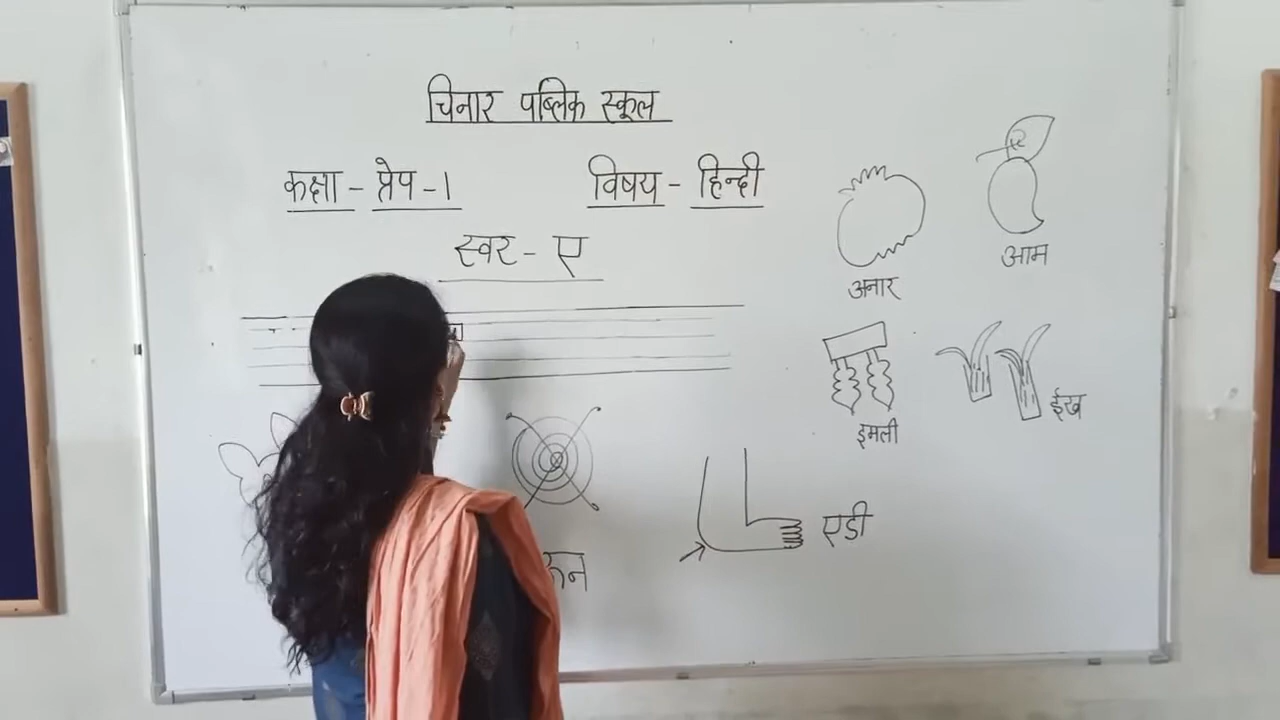 चिनार पब्लिक स्कूल
कक्षा - प्रेप - I विषय - हिन्दी
स्वर - ए
अनार आम
इमली ईख
एडी